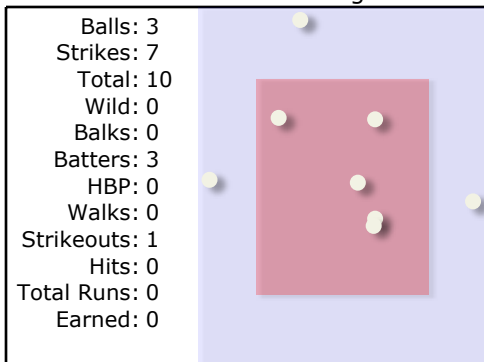 Balls: 3
Strikes: 7
Total: 10
Wild: 0
Balks: 0
Batters: 3
HBP: 0
Walks: 0
Strikeouts: 1
Hits: 0
Total Runs: 0
Earned: 0